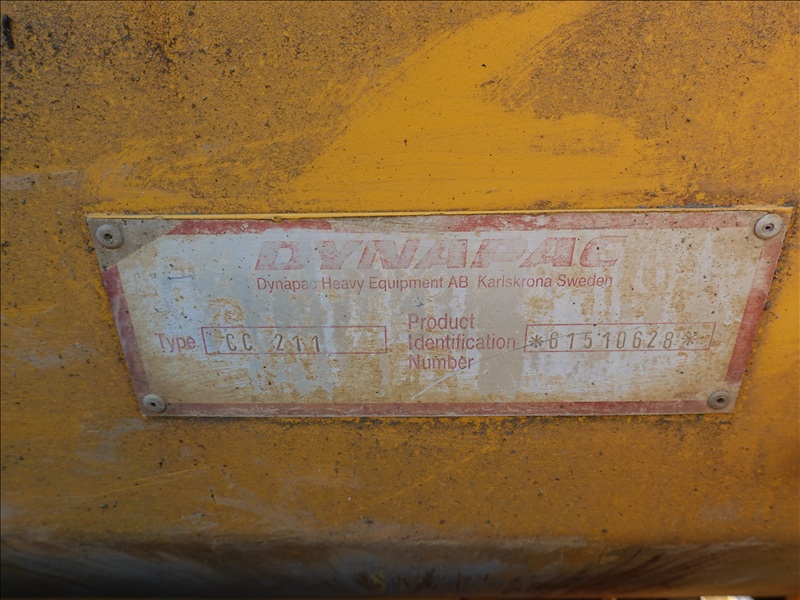 DYNAPAC
Dynapac Heavy Equipment AB Karlskrona Sweden
Type CC 211
Product Identification Number *61510628*